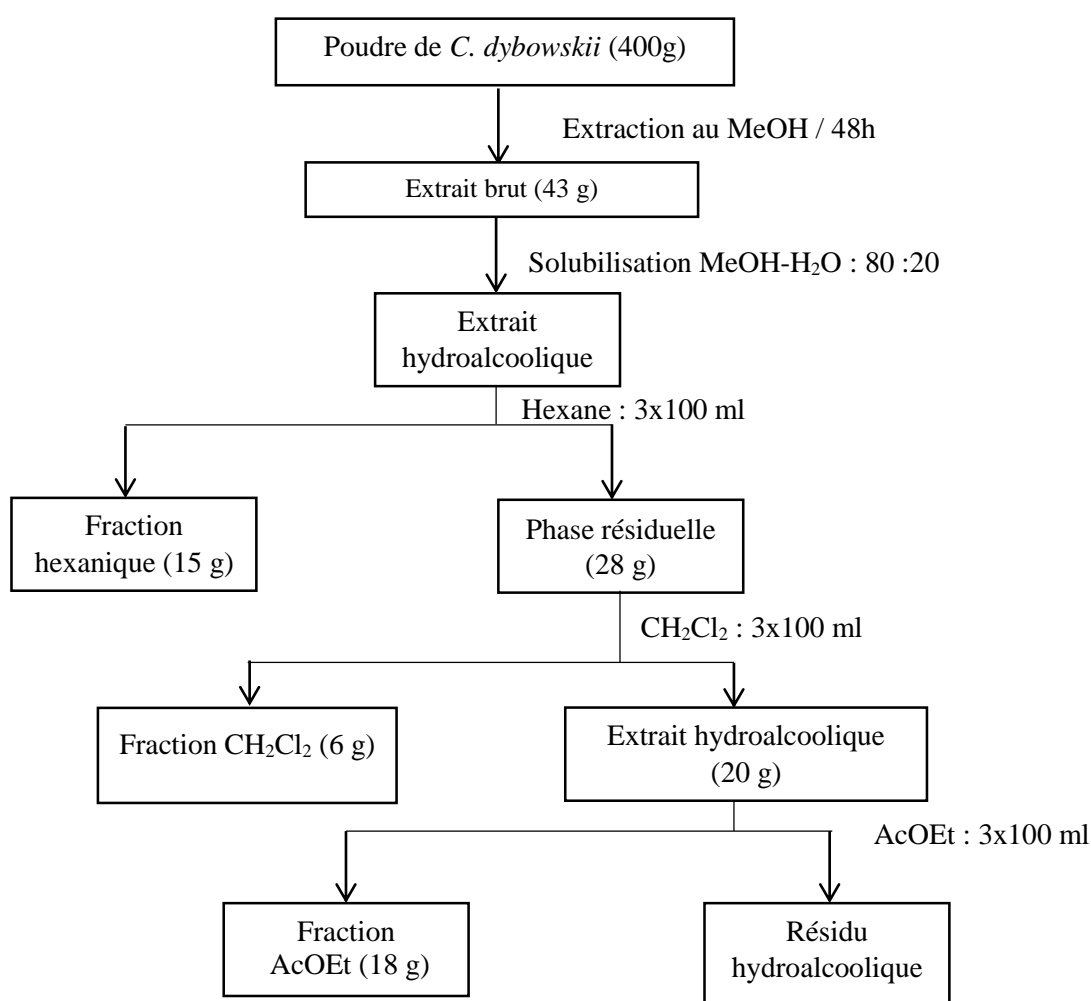 Poudre de C. dybowskii (400g)
Extraction au MeOH / 48h
Extrait brut (43 g)
Solubilisation MeOH-H₂O : 80 :20
Extrait
hydroalcoolique
Hexane : 3x100 ml
Fraction
hexanique (15 g)
Phase résiduelle
(28 g)
CH₂Cl₂ : 3x100 ml
Fraction CH₂Cl₂ (6 g)
Extrait hydroalcoolique
(20 g)
AcOEt : 3x100 ml
Fraction
AcOEt (18 g)
Résidu
hydroalcoolique